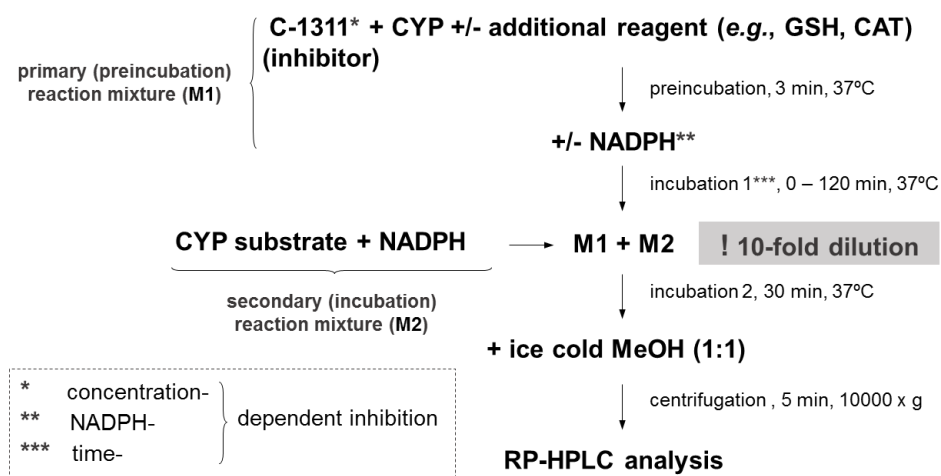 C-1311* + CYP +/- additional reagent (e.g., GSH, CAT)
(inhibitor)
primary (preincubation)
reaction mixture (M1)
preincubation, 3 min, 37ºC
+/- NADPH**
incubation 1***, 0 – 120 min, 37ºC
CYP substrate + NADPH
M1 + M2
! 10-fold dilution
secondary (incubation)
reaction mixture (M2)
incubation 2, 30 min, 37ºC
+ ice cold MeOH (1:1)
centrifugation , 5 min, 10000 x g
RP-HPLC analysis
* concentration-
** NADPH-
*** time-
dependent inhibition